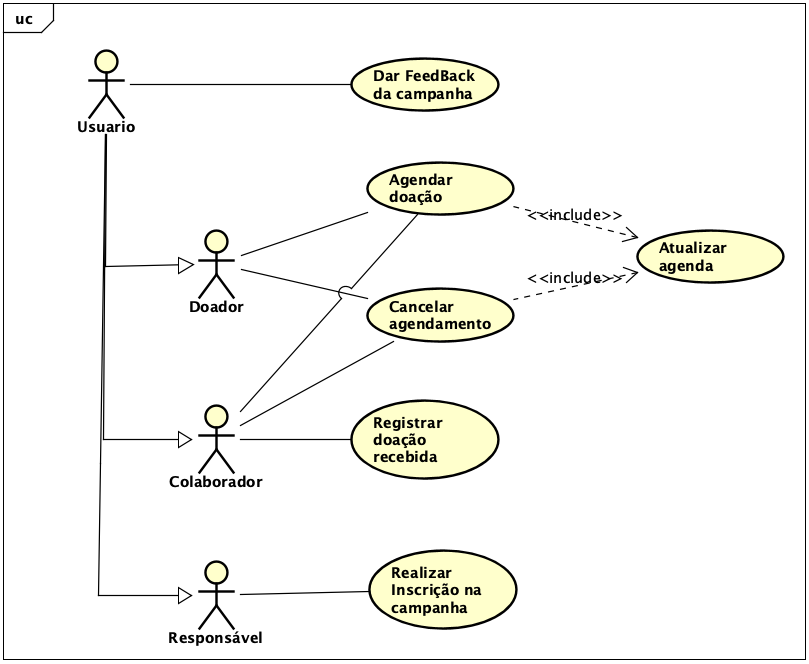 uc
Usuario
Dar FeedBack
da campanha
Agendar
doação
<<include>>
Atualizar
agenda
Doador
Cancelar
agendamento
<<include>>
Colaborador
Registrar
doação
recebida
Responsável
Realizar
Inscrição na
campanha